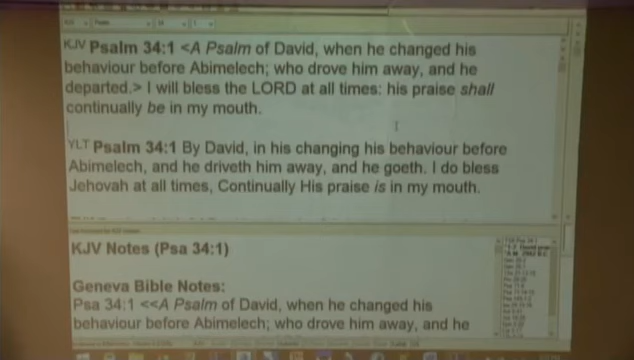 KJV Psalm 34:1 <A Psalm of David, when he changed his
behaviour before Abimelech; who drove him away, and he
departed.> I will bless the LORD at all times: his praise shall
continually be in my mouth.
YLT Psalm 34:1 By David, in his changing his behaviour before
Abimelech, and he driveth him away, and he goeth. I do bless
Jehovah at all times, Continually His praise is in my mouth.
KJV Notes (Psa 34:1)
Geneva Bible Notes:
Psa 34:1 <<A Psalm of David, when he changed his
behaviour before Abimelech; who drove him away, and he